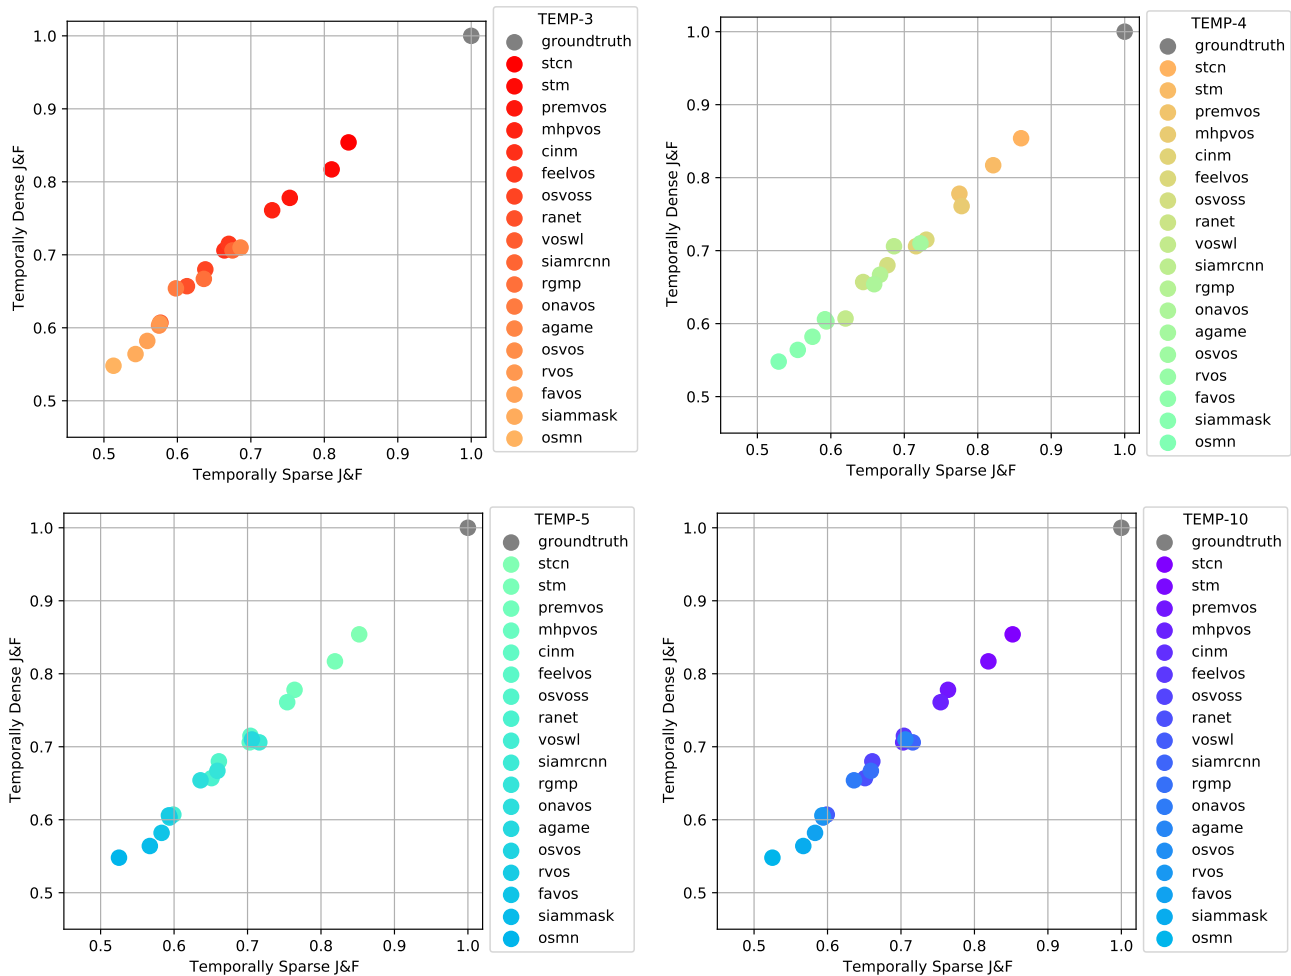 TEMP-3
groundtruth
stcn
stm
premvos
mhpvos
cinm
feelvos
osvoss
ranet
voswl
siamrcnn
rgmp
onavos
agame
osvos
rvos
favos
siammask
osmn
1.0
0.9
0.8
0.7
0.6
0.5
Temporally Dense J&F
0.5 0.6 0.7 0.8 0.9 1.0
Temporally Sparse J&F
TEMP-4
groundtruth
stcn
stm
premvos
mhpvos
cinm
feelvos
osvoss
ranet
voswl
siamrcnn
rgmp
onavos
agame
osvos
rvos
favos
siammask
osmn
1.0
0.9
0.8
0.7
0.6
0.5
Temporally Dense J&F
0.5 0.6 0.7 0.8 0.9 1.0
Temporally Sparse J&F
TEMP-5
groundtruth
stcn
stm
premvos
mhpvos
cinm
feelvos
osvoss
ranet
voswl
siamrcnn
rgmp
onavos
agame
osvos
rvos
favos
siammask
osmn
1.0
0.9
0.8
0.7
0.6
0.5
Temporally Dense J&F
0.5 0.6 0.7 0.8 0.9 1.0
Temporally Sparse J&F
TEMP-10
groundtruth
stcn
stm
premvos
mhpvos
cinm
feelvos
osvoss
ranet
voswl
siamrcnn
rgmp
onavos
agame
osvos
rvos
favos
siammask
osmn
1.0
0.9
0.8
0.7
0.6
0.5
Temporally Dense J&F
0.5 0.6 0.7 0.8 0.9 1.0
Temporally Sparse J&F